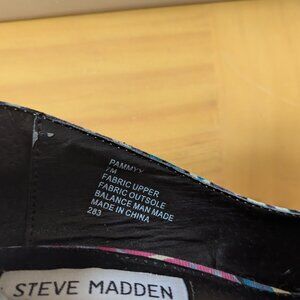 PAMMYY
7M
FABRIC UPPER
FABRIC OUTSOLE
BALANCE MAN MADE
MADE IN CHINA
283
STEVE MADDEN